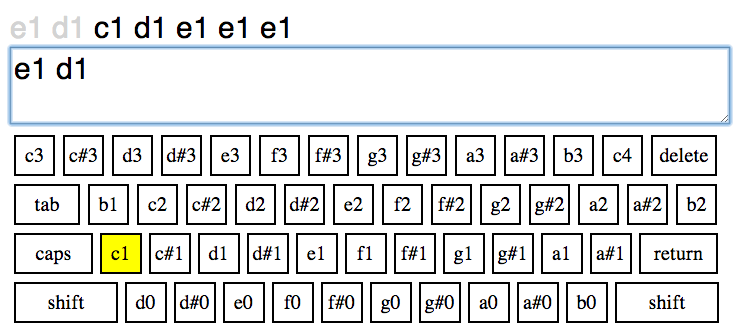 e1 d1 c1 d1 e1 e1 e1
e1 d1
c3 c#3 d3 d#3 e3 f3 f#3 g3 g#3 a3 a#3 b3 c4 delete
tab b1 c2 c#2 d2 d#2 e2 f2 f#2 g2 g#2 a2 a#2 b2
caps c1 c#1 d1 d#1 e1 f1 f#1 g1 g#1 a1 a#1 return
shift d0 d#0 e0 f0 f#0 g0 g#0 a0 a#0 b0 shift